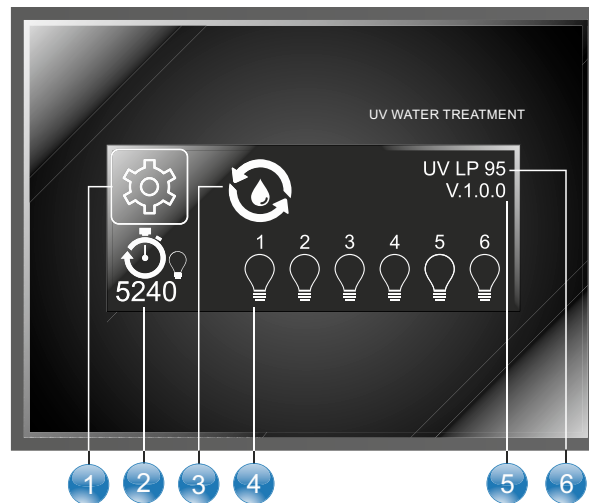 UV WATER TREATMENT
UV LP 95
V.1.0.0
1 2 3 4 5 6
5240
1 2 3 4 5 6